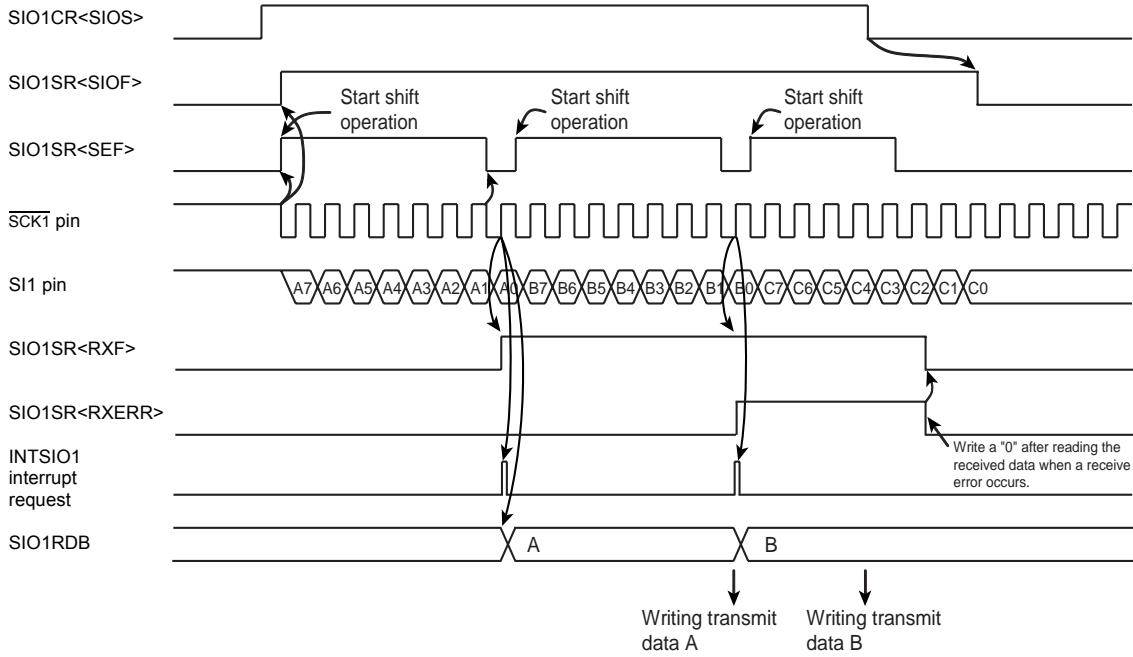 SIO1CR<SIOS>
SIO1SR<SIOF>
Start shift
operation
Start shift
operation
Start shift
operation
SIO1SR<SEF>
SCK1 pin
SI1 pin
A7 A6 A5 A4 A3 A2 A1 A0 B7 B6 B5 B4 B3 B2 B1 B0 C7 C6 C5 C4 C3 C2 C1 C0
SIO1SR<RXF>
SIO1SR<RXERR>
Write a "0" after reading the
received data when a receive
error occurs.
INTSIO1
interrupt
request
SIO1RDB
A
B
Writing transmit
data A
Writing transmit
data B